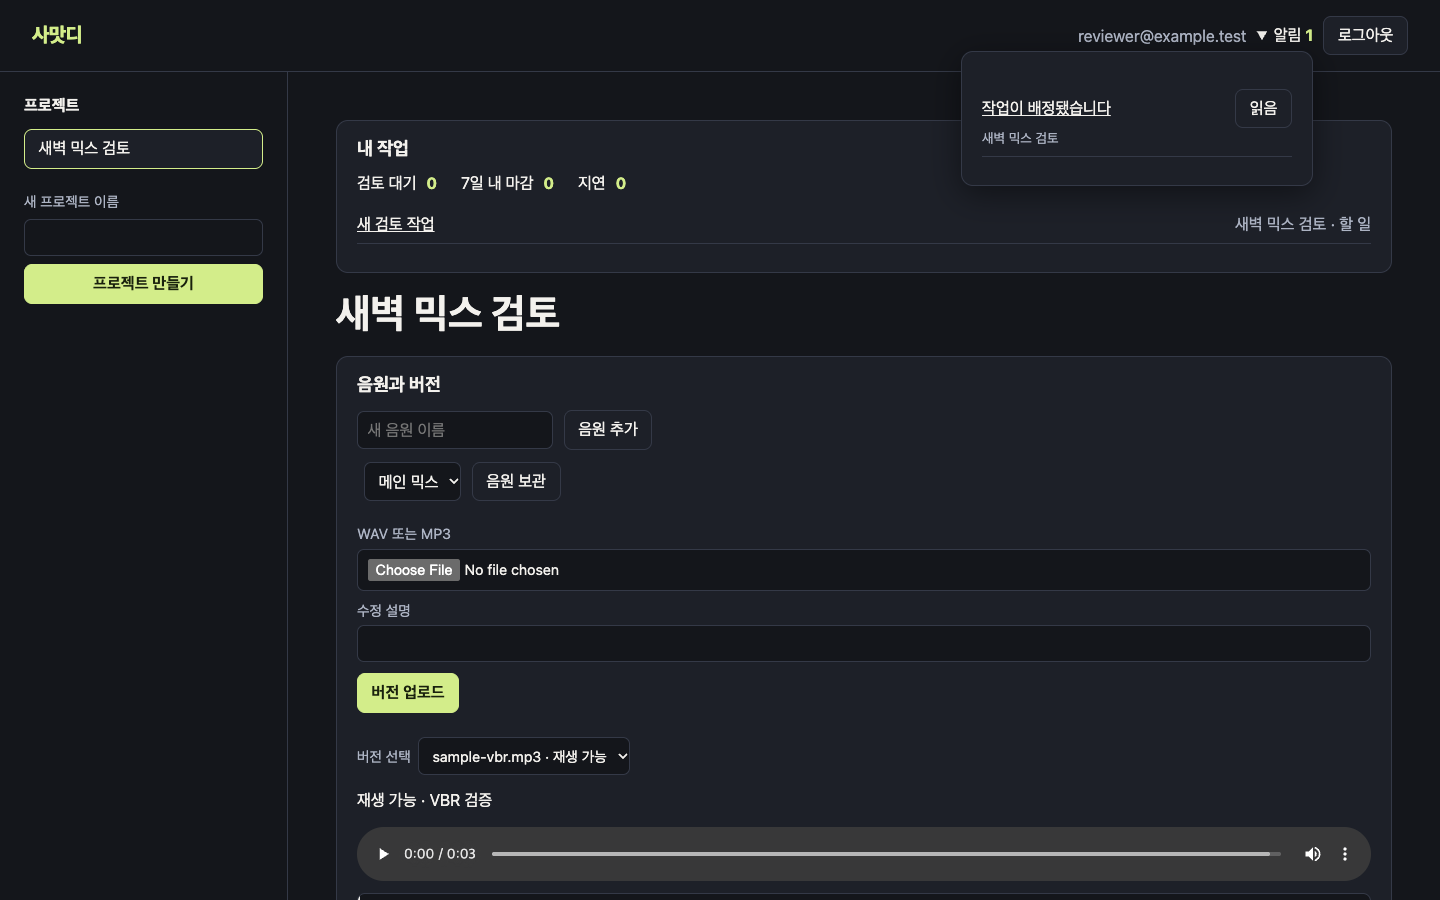 사맛디
reviewer@example.test ▼ 알림 1 로그아웃
프로젝트
새벽 믹스 검토
새 프로젝트 이름
프로젝트 만들기
작업이 배정됐습니다 읽음
새벽 믹스 검토
내 작업
검토 대기 0 7일 내 마감 0 지연 0
새 검토 작업 새벽 믹스 검토 · 할 일
새벽 믹스 검토
음원과 버전
새 음원 이름 음원 추가
메인 믹스 음원 보관
WAV 또는 MP3
Choose File No file chosen
수정 설명
버전 업로드
버전 선택 sample-vbr.mp3 · 재생 가능
재생 가능 · VBR 검증
0:00 / 0:03